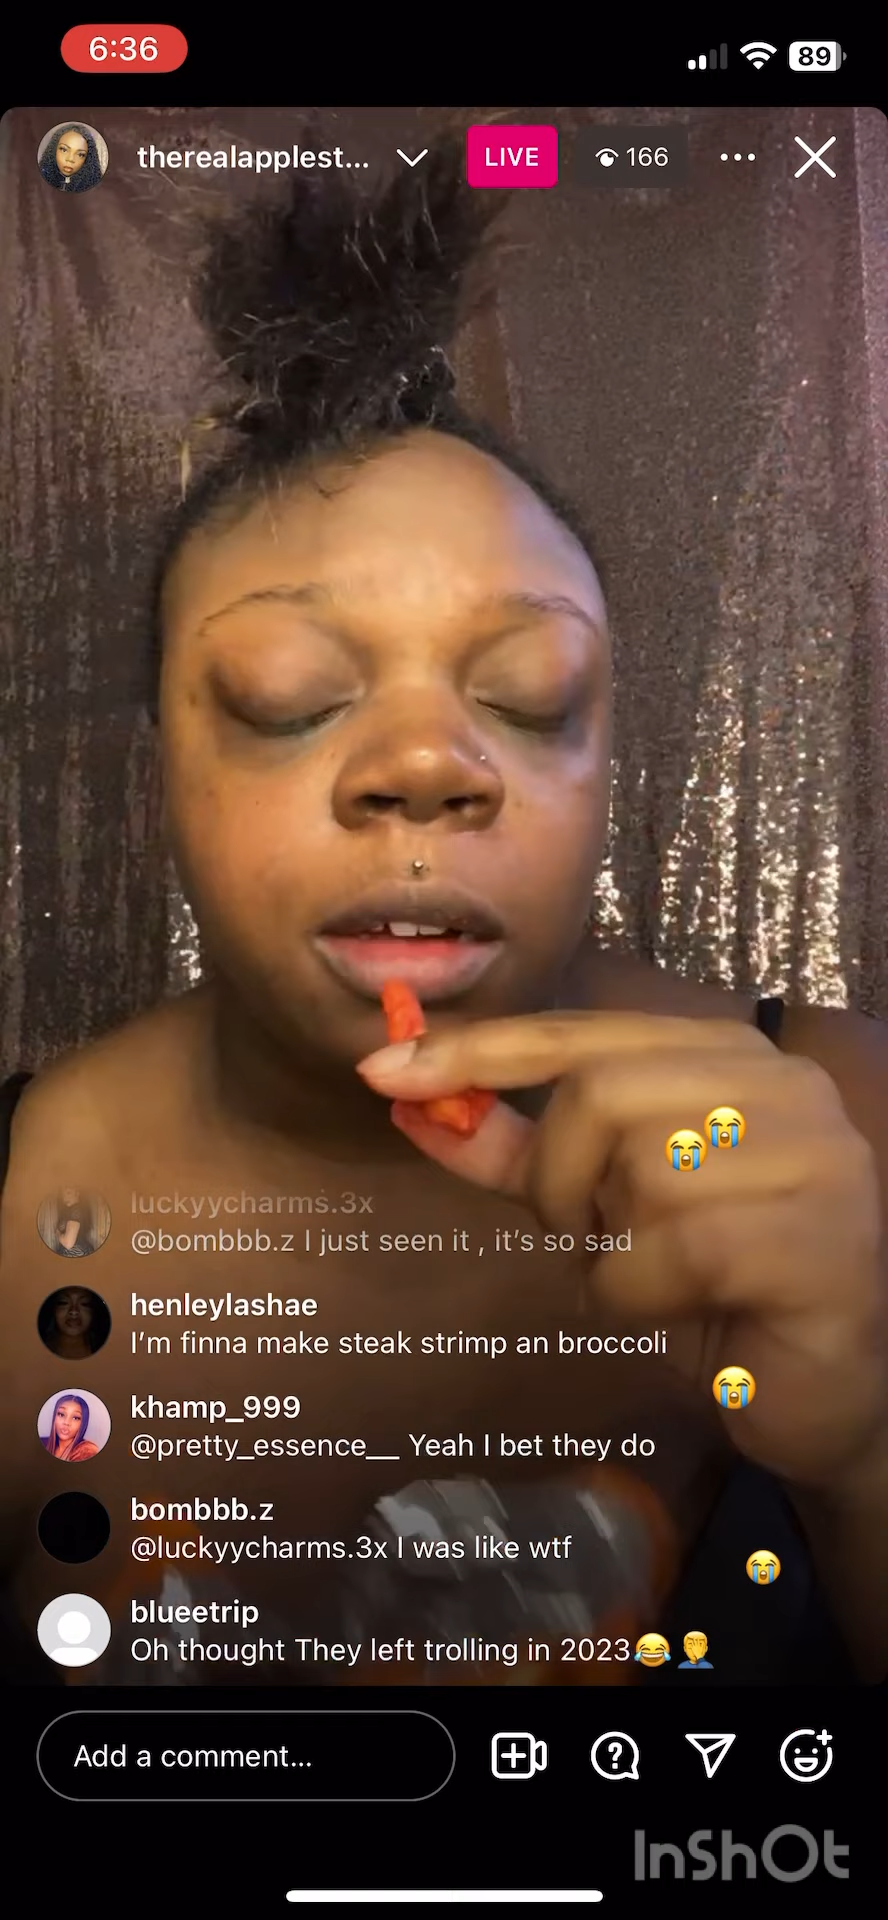 6:36
89
therealapplest...
LIVE
166
luckyycharms.3x
@bombbb.z I just seen it , it's so sad
henleylashae
I'm finna make steak strimp an broccoli
khamp_999
@pretty_essence__ Yeah I bet they do
bombbb.z
@luckyycharms.3x I was like wtf
blueetrip
Oh thought They left trolling in 2023😂🤦‍♂️
Add a comment...
InShOt